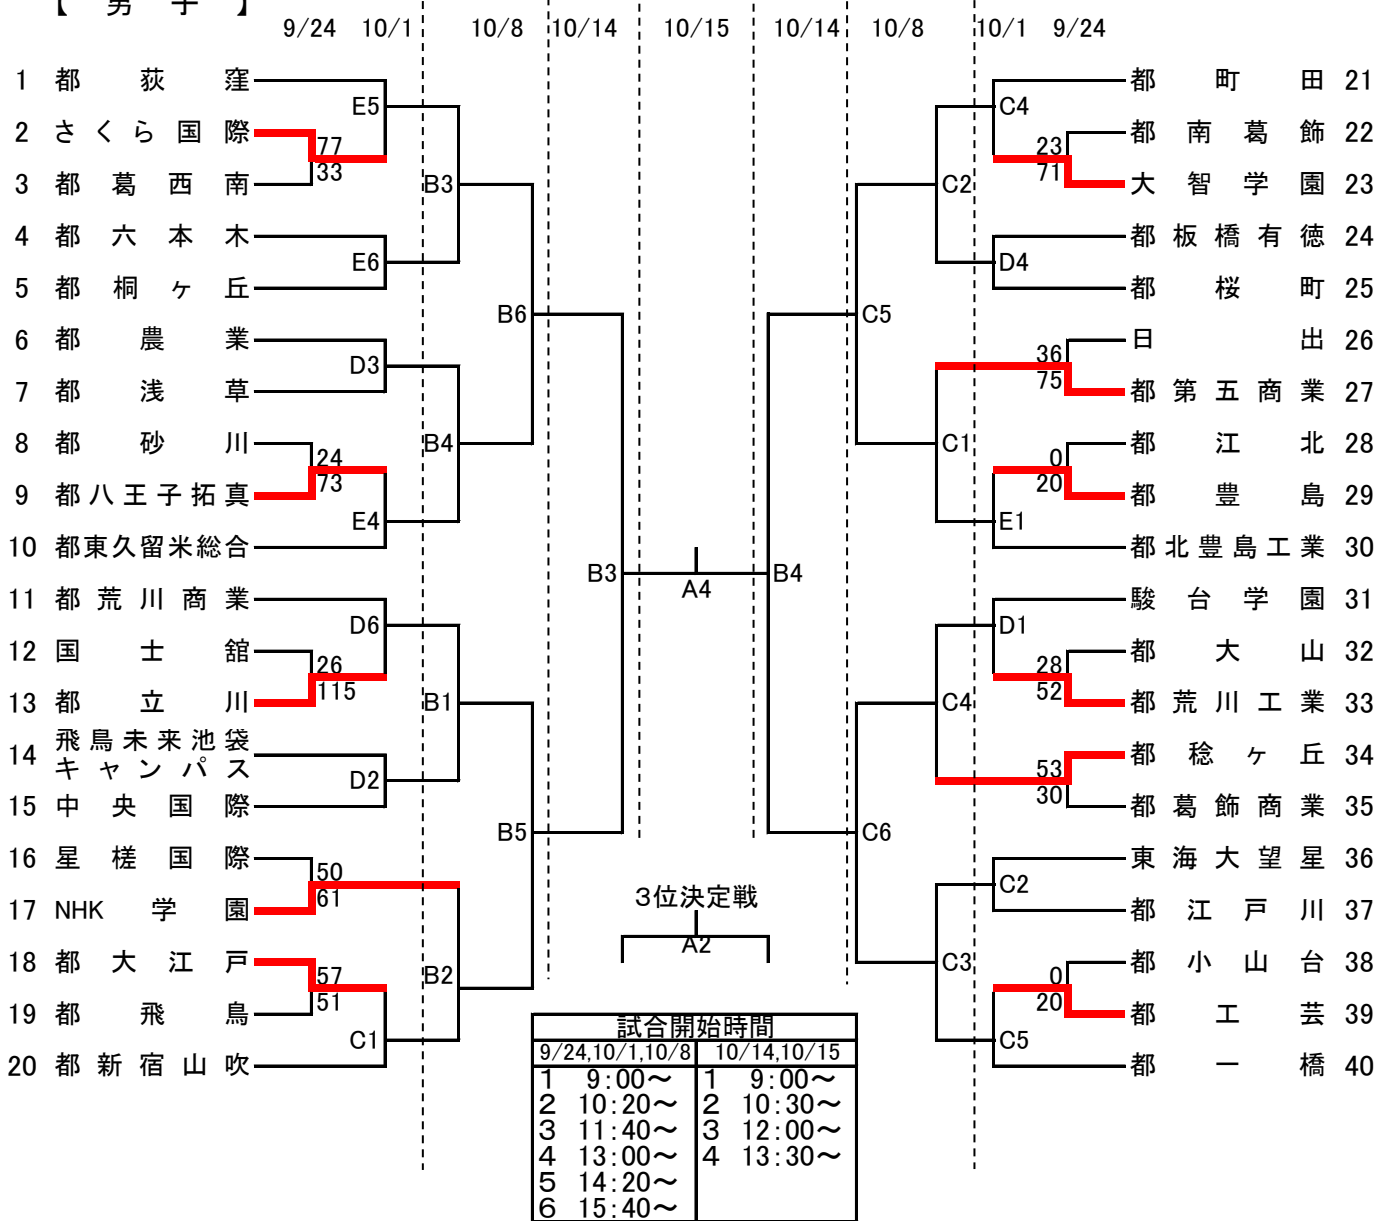 【 男 子 】
9/24 10/1 10/8 10/14 10/15 10/14 10/8 10/1 9/24
1 都荻窪
2 さくら国際
3 都葛西南
4 都六本木
5 都桐ヶ丘
6 都農業
7 都浅草
8 都砂川
9 都八王子拓真
10 都東久留米総合
11 都荒川商業
12 国士舘
13 都立川
14 飛鳥未来池袋
キャンパス
15 中央国際
16 星槎国際
17 NHK学園
18 都大江戸
19 都飛鳥
20 都新宿山吹
E5
77
33
B3
E6
B6
D3
B4
24
73
E4
B3
D6
26
115
B1
D2
B5
50
61
B2
57
51
C1
A4
3位決定戦
A2
B4
C4
23
71
C2
D4
C5
36
75
C1
0
20
E1
D1
28
52
C4
53
30
C6
C2
C3
0
20
C5
都町田 21
都南葛飾 22
大智学園 23
都板橋有徳 24
都桜町 25
日出 26
都第五商業 27
都江北 28
都豊島 29
都北豊島工業 30
駿台学園 31
都大山 32
都荒川工業 33
都稔ヶ丘 34
都葛飾商業 35
東海大望星 36
都江戸川 37
都小山台 38
都工芸 39
都一橋 40
試合開始時間
9/24,10/1,10/8 10/14,10/15
1 9:00～ 1 9:00～
2 10:20～ 2 10:30～
3 11:40～ 3 12:00～
4 13:00～ 4 13:30～
5 14:20～
6 15:40～